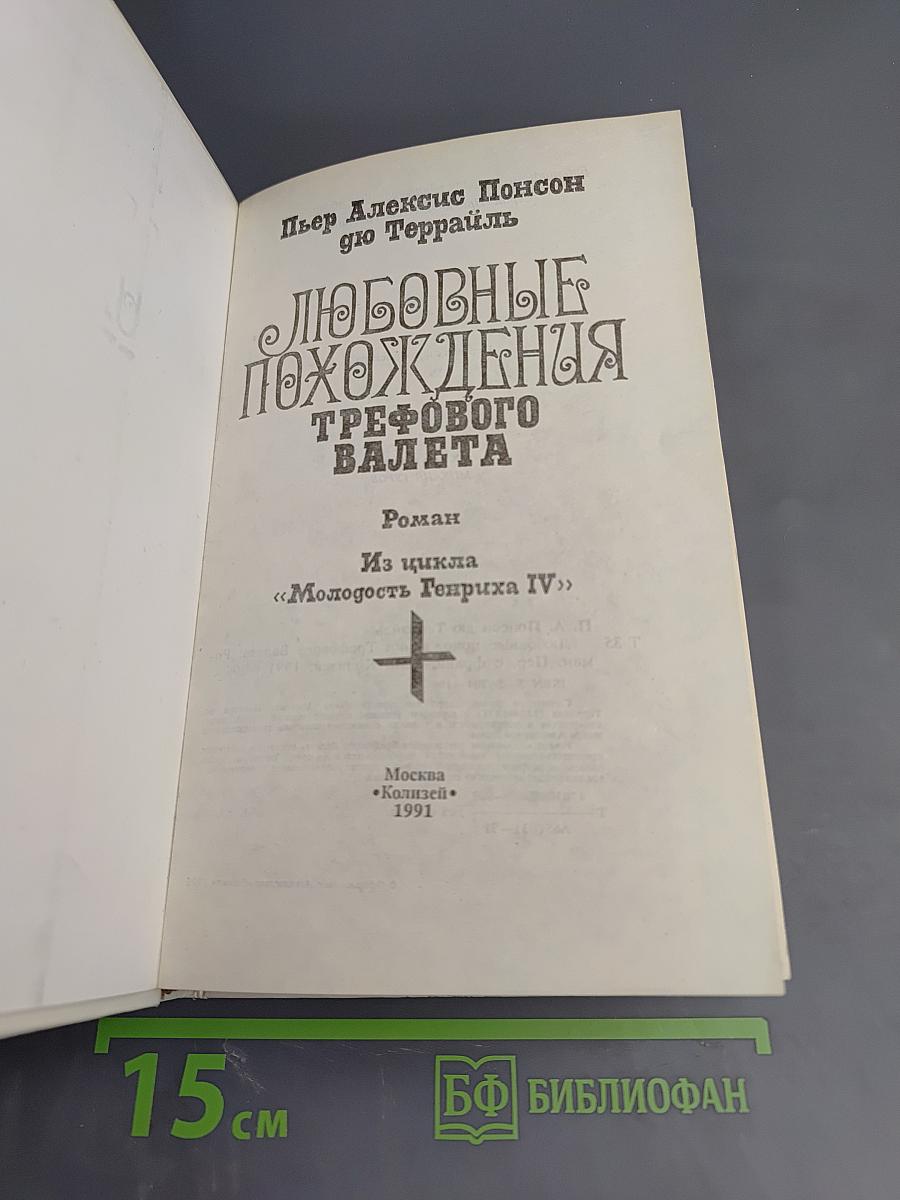 Пьер Алексис Понсон
дю Террайль
ЛЮБОВНЫЕ
ПОХОЖДЕНИЯ
ТРЕФОВОГО
ВАЛЕТА
Роман
Из цикла
«Молодость Генриха IV»
Москва
•Колизей•
1991
15 см
БФ БИБЛИОФАН